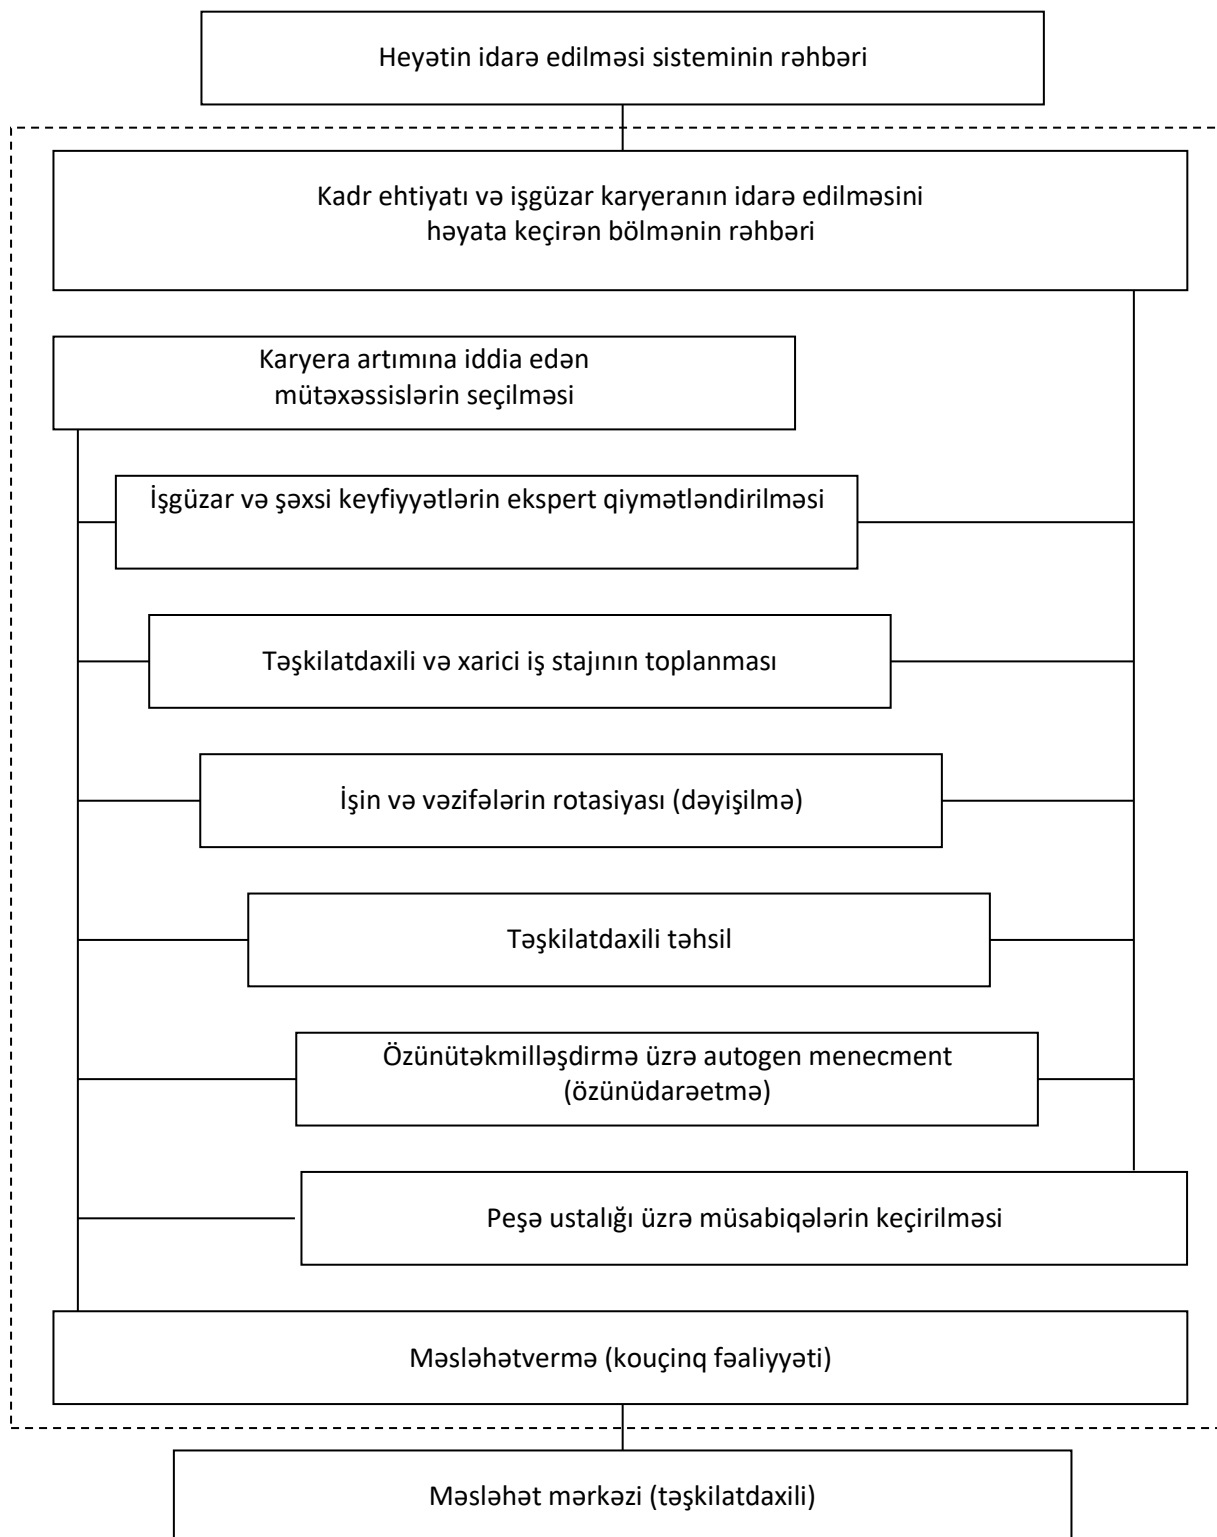 Heyətin idarə edilməsi sisteminin rəhbəri
Kadr ehtiyatı və işgüzar karyeranın idarə edilməsini
həyata keçirən bölmənin rəhbəri
Karyera artımına iddia edən
mütəxəssislərin seçilməsi
İşgüzar və şəxsi keyfiyyətlərin ekspert qiymətləndirilməsi
Təşkilatdaxili və xarici iş stajının toplanması
İşin və vəzifələrin rotasiyası (dəyişilmə)
Təşkilatdaxili təhsil
Özünütəkmilləşdirmə üzrə autogen menecment
(özünüdarəetmə)
Peşə ustalığı üzrə müsabiqələrin keçirilməsi
Məsləhətvermə (kouçinq fəaliyyəti)
Məsləhət mərkəzi (təşkilatdaxili)